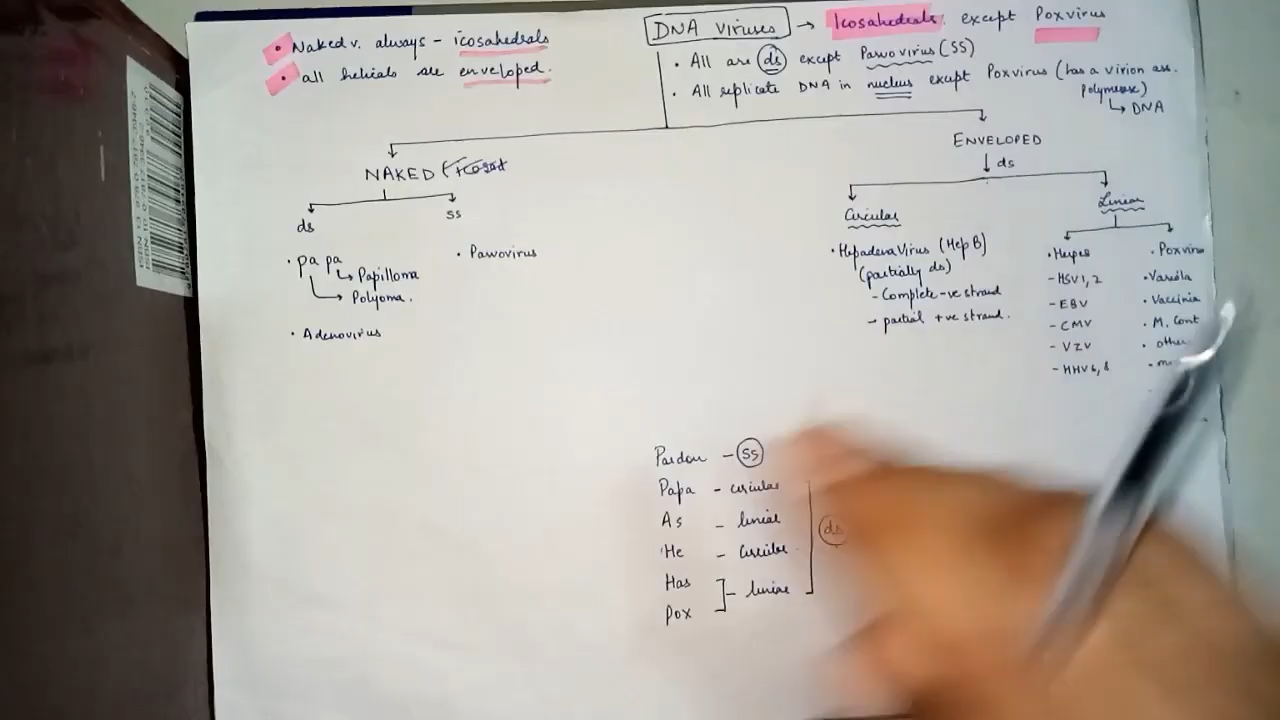 • Naked v. always - icosahedrals
• all helicals are enveloped.
DNA viruses → Icosahedrals, except Poxvirus
• All are ds except Parvovirus (SS)
• All replicate DNA in nucleus except Poxvirus (has a virion ass. polymerase)
↳ DNA
NAKED
ds
ss
• pa pa
↳ Papilloma
↳ Polyoma.
• Adenovirus
• Parvovirus
ENVELOPED
↓ ds
Circular
Linear
• HepadenaVirus (Hep B)
(partially ds)
- Complete -ve strand
- partial +ve strand.
• Herpes
- HSV 1, 2
- EBV
- CMV
- VZV
- HHV 6, 8
• Poxvirus
• Variola
• Vaccinia
• M. Cont
• othe
Pardon - SS
Papa - circular
As - linear
He - Circular
Has
Pox
- linear
ds